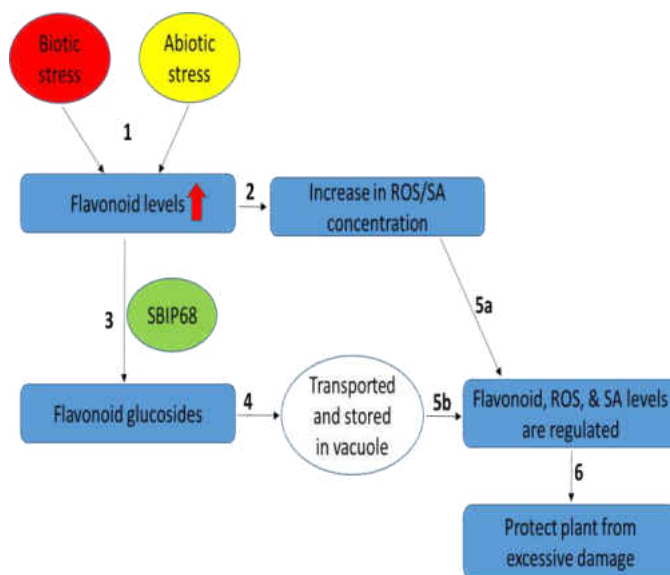 Biotic
stress
Abiotic
stress
1
Flavonoid levels
2
Increase in ROS/SA
concentration
3
SBIP68
5a
Flavonoid glucosides
4
Transported
and stored
in vacuole
5b
Flavonoid, ROS, & SA levels
are regulated
6
Protect plant from
excessive damage